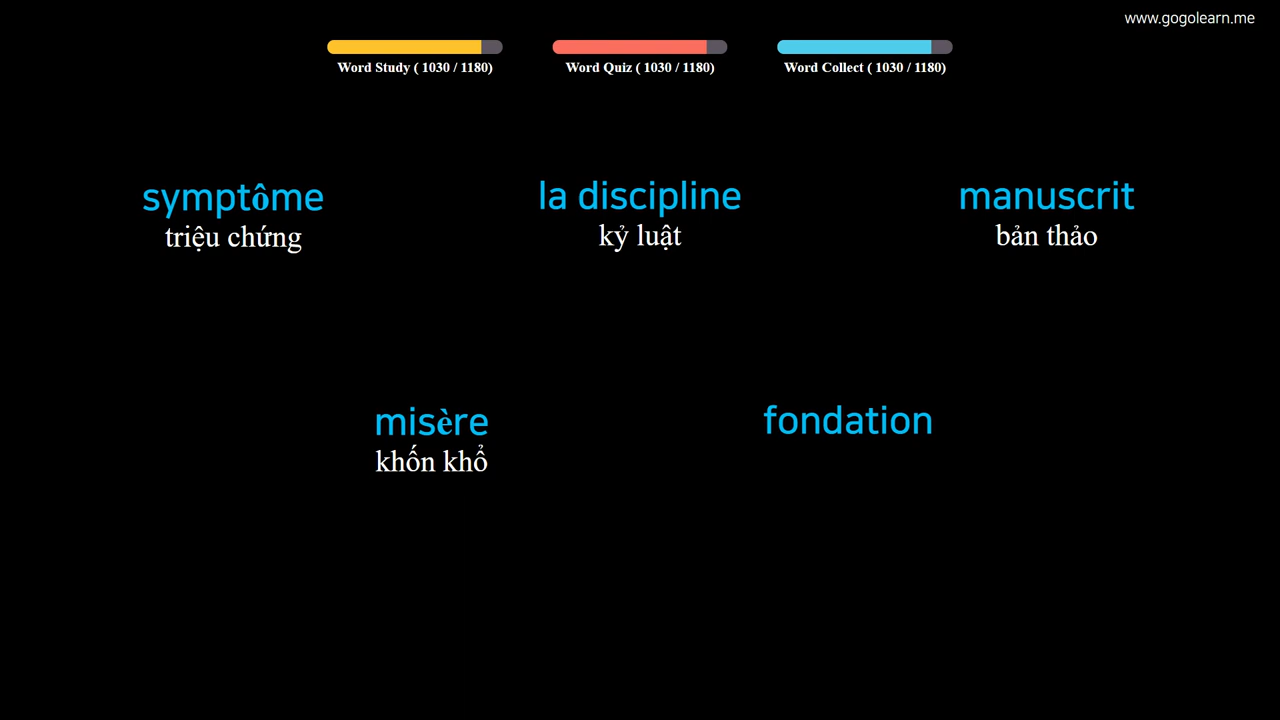 www.gogolearn.me
Word Study ( 1030 / 1180)
Word Quiz ( 1030 / 1180)
Word Collect ( 1030 / 1180)
symptôme
triệu chứng
la discipline
kỷ luật
manuscrit
bản thảo
misère
khốn khổ
fondation